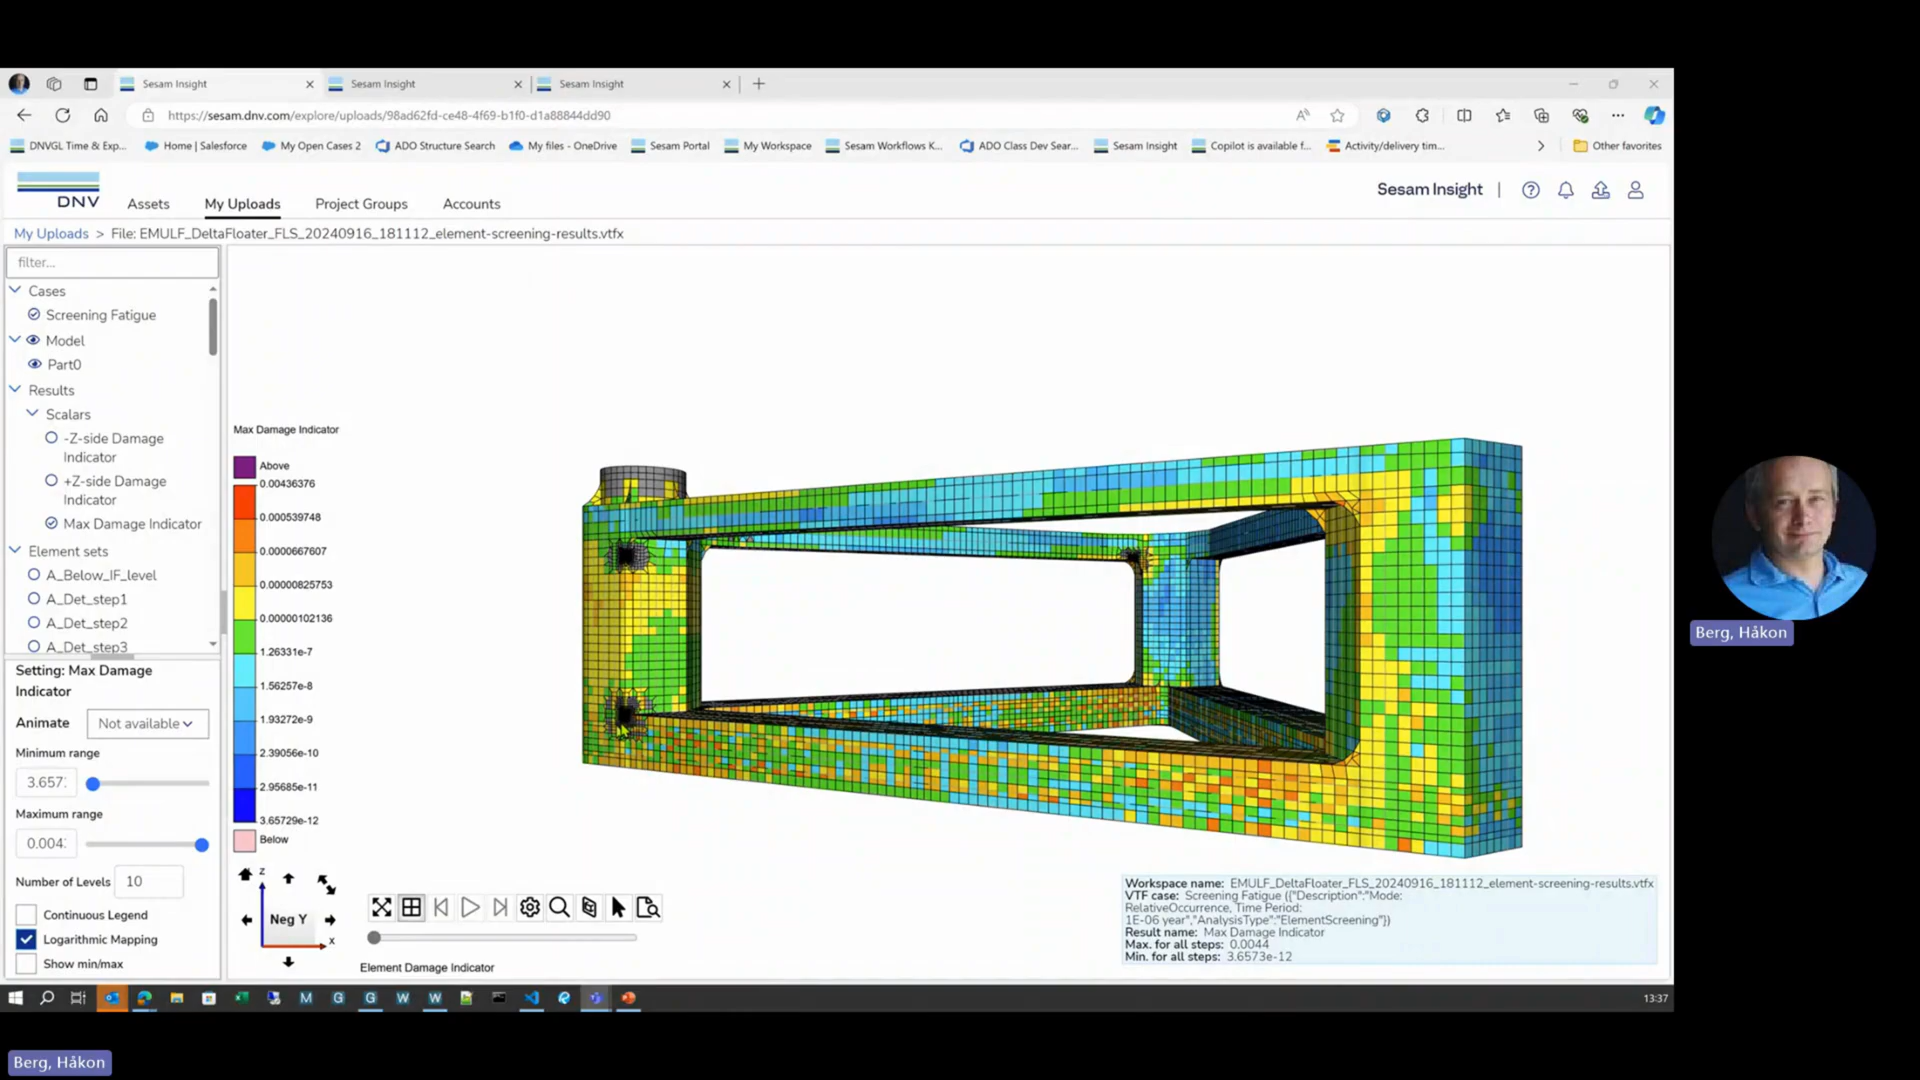 Sesam Insight
Sesam Insight
Sesam Insight
https://sesam.dnv.com/explore/uploads/98ad62fd-ce48-4f69-b1f0-d1a88844dd90
DNVGL Time & Exp...
Home | Salesforce
My Open Cases 2
ADO Structure Search
My files - OneDrive
Sesam Portal
My Workspace
Sesam Workflows K...
ADO Class Dev Sear...
Sesam Insight
Copilot is available f...
Activity/delivery tim...
Other favorites
DNV
Assets
My Uploads
Project Groups
Accounts
Sesam Insight
My Uploads > File: EMULF_DeltaFloater_FLS_20240916_181112_element-screening-results.vtfx
filter...
Cases
Screening Fatigue
Model
Part0
Results
Scalars
-Z-side Damage
Indicator
+Z-side Damage
Indicator
Max Damage Indicator
Element sets
A_Below_IF_level
A_Det_step1
A_Det_step2
A_Det_step3
Setting: Max Damage
Indicator
Animate Not available
Minimum range
3.657
Maximum range
0.004
Number of Levels 10
Continuous Legend
Logarithmic Mapping
Show min/max
Max Damage Indicator
Above
0.00436376
0.000539748
0.0000667607
0.00000825753
0.00000102136
1.26331e-7
1.56257e-8
1.93272e-9
2.39056e-10
2.95685e-11
3.65729e-12
Below
z
Neg Y
x
Element Damage Indicator
Workspace name: EMULF_DeltaFloater_FLS_20240916_181112_element-screening-results.vtfx
VTF case: Screening Fatigue ({"Description":"Mode:
RelativeOccurrence, Time Period:
1E-06 year","AnalysisType":"ElementScreening"})
Result name: Max Damage Indicator
Max. for all steps: 0.0044
Min. for all steps: 3.6573e-12
13:37
Berg, Håkon
Berg, Håkon